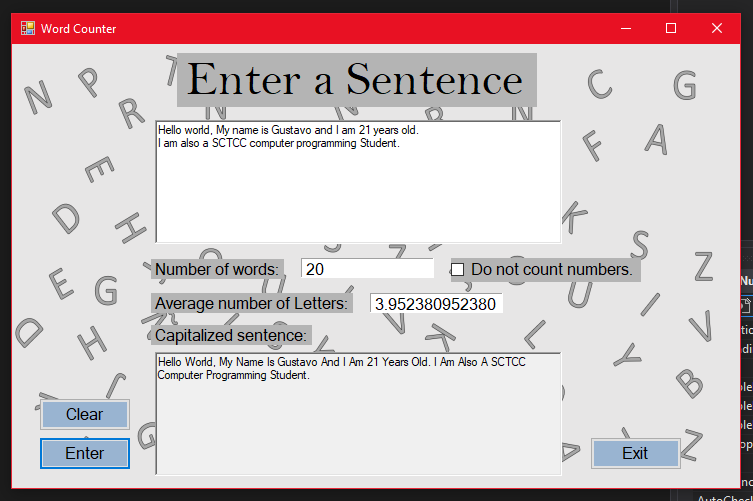 Word Counter
Enter a Sentence
Hello world, My name is Gustavo and I am 21 years old.
I am also a SCTCC computer programming Student.
Number of words:
20
Do not count numbers.
Average number of Letters:
3.952380952380
Capitalized sentence:
Hello World, My Name Is Gustavo And I Am 21 Years Old. I Am Also A SCTCC
Computer Programming Student.
Clear
Enter
Exit
AutoCheck